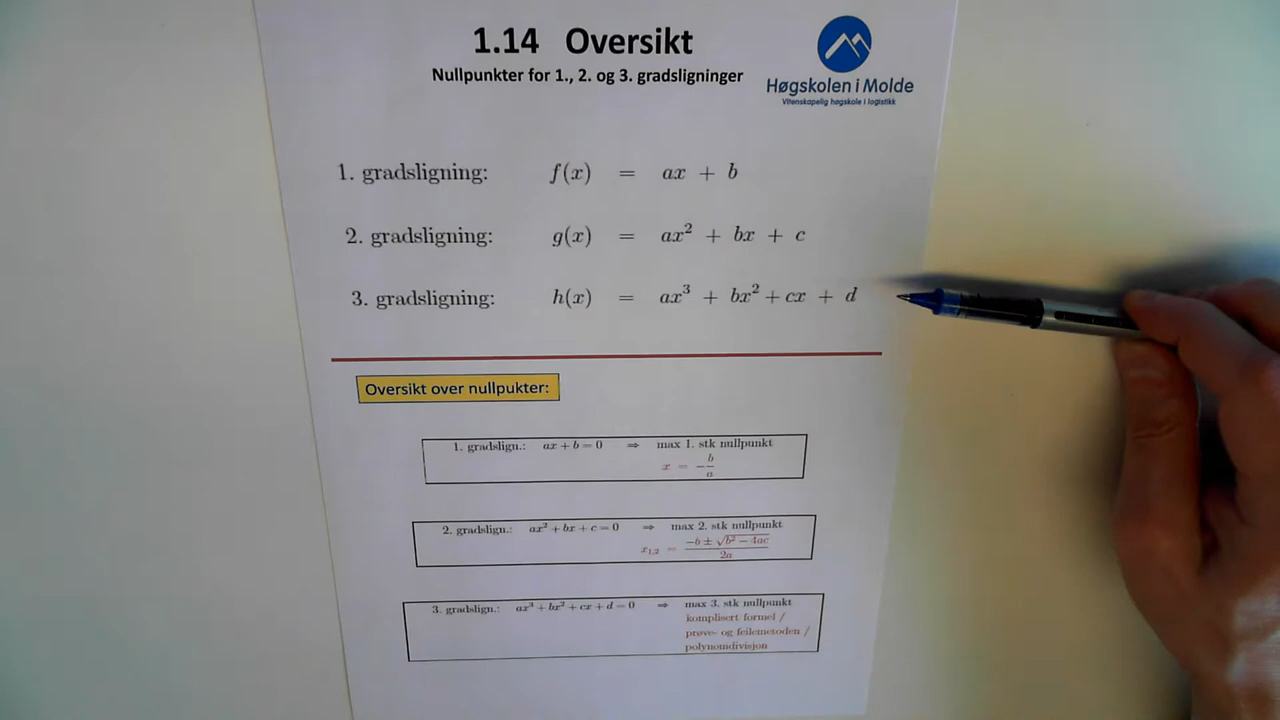 1.14 Oversikt
Nullpunkter for 1., 2. og 3. gradsligninger
Høgskolen i Molde
Vitenskapelig høgskole i logistikk
1. gradsligning: f(x) = ax + b
2. gradsligning: g(x) = ax² + bx + c
3. gradsligning: h(x) = ax³ + bx² + cx + d
Oversikt over nullpukter:
1. gradslign.: ax + b = 0 ⇒ max 1. stk nullpunkt
x = −b/a
2. gradslign.: ax² + bx + c = 0 ⇒ max 2. stk nullpunkt
x₁,₂ = (−b ± √(b² − 4ac))/2a
3. gradslign.: ax³ + bx² + cx + d = 0 ⇒ max 3. stk nullpunkt
komplisert formel /
prøve- og feilemetoden /
polynomdivisjon